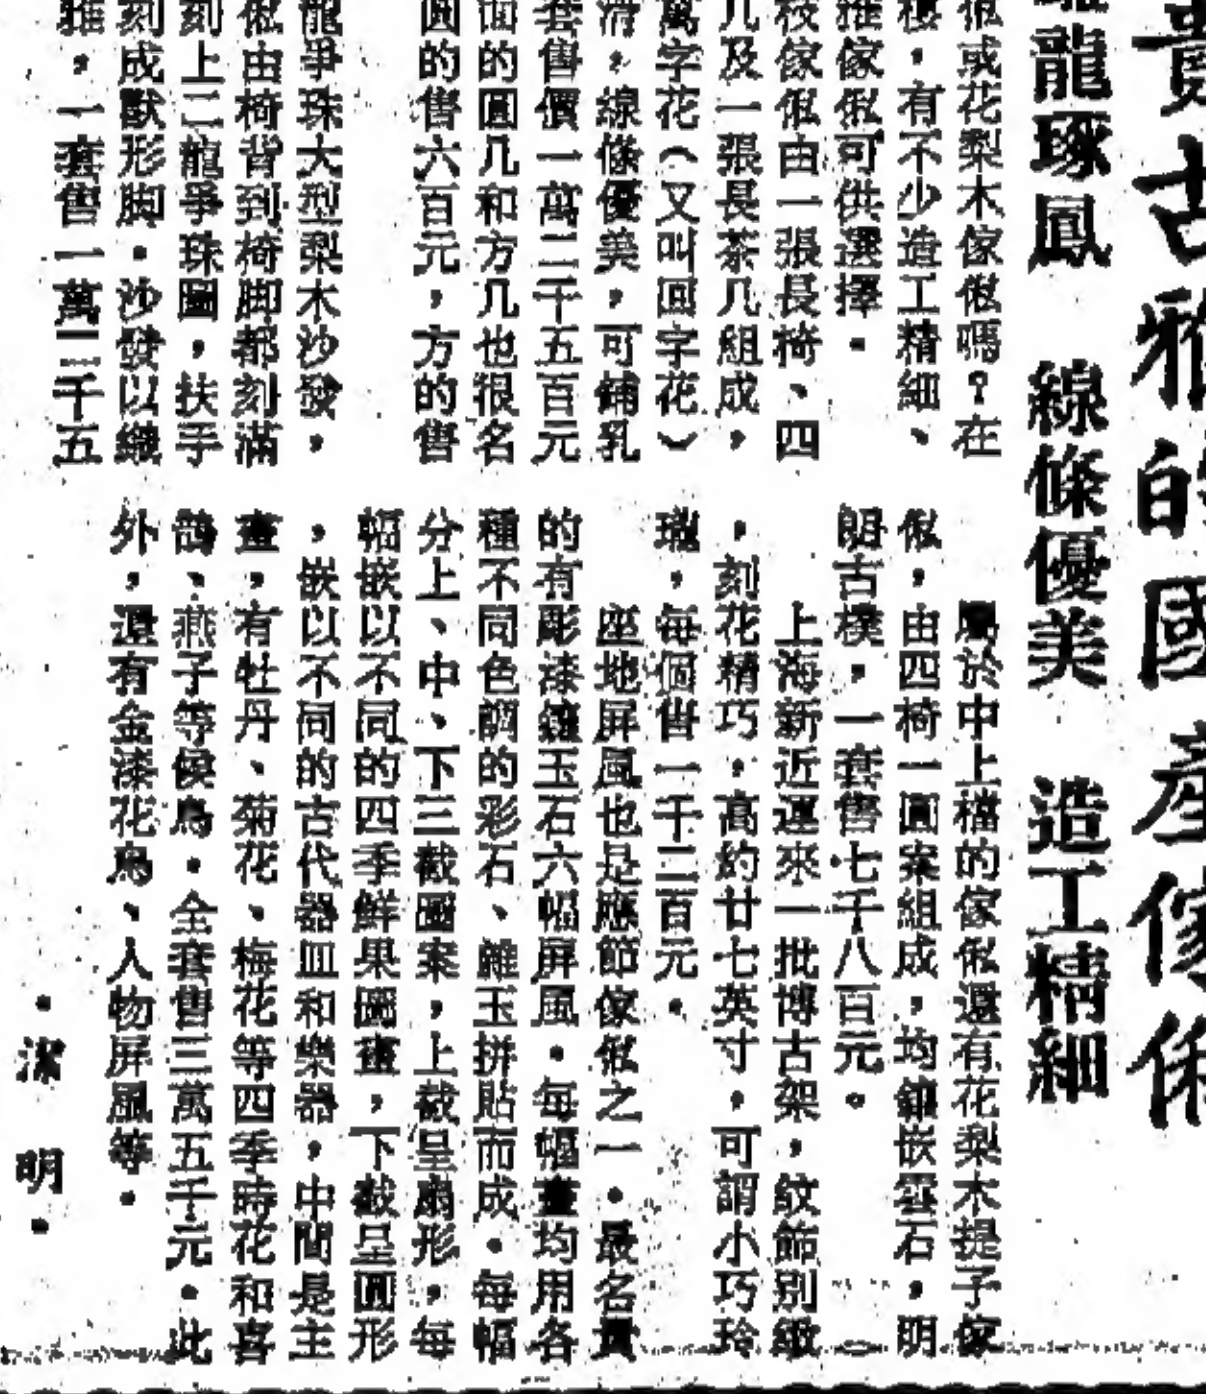 貴古雅的國產傢俬
龍琢鳳 線條優美 造工精細
俬或花梨木傢俬嗎？在
樓，有不少造工精細、
雅傢俬可供選擇。
枝傢俬由一張長椅、四
几及一張長茶几組成，
萬字花（又叫回字花）
滑，線條優美，可鋪乳
套售價一萬二千五百元
面的圓几和方几也很名
圓的售六百元，方的售
龍爭珠大型梨木沙發，
俬由椅背到椅脚都刻滿
刻上二龍爭珠圖，扶手
刻成獸形脚。沙發以織
雅，一套售一萬三千五
屬於中上檔的傢俬還有花梨木提子傢
俬，由四椅一圓案組成，均鑲嵌雲石，明
朗古樸，一套售七千八百元。
上海新近運來一批博古架，紋飾別緻
，刻花精巧，高約廿七英寸，可謂小巧玲
瓏，每個售一千二百元。
座地屏風也是應節傢俬之一。最名貴
的有彫漆鑲玉石六幅屏風。每幅畫均用各
種不同色調的彩石、雜玉拼貼而成。每幅
分上、中、下三截圖案，上截呈扇形，每
幅嵌以不同的四季鮮果圖畫，下截呈圓形
，嵌以不同的古代器皿和樂器，中間是主
畫，有牡丹、菊花、梅花等四季時花和喜
鵲、燕子等候鳥。全套售三萬五千元。此
外，還有金漆花鳥、人物屏風等。
·潔明·